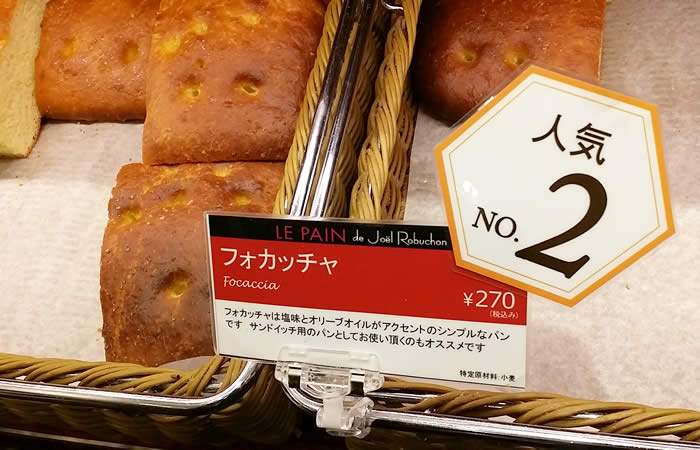 人気
NO. 2
LE PAIN de Joël Robuchon
フォカッチャ
Focaccia
¥270
(税込み)
フォカッチャは塩味とオリーブオイルがアクセントのシンプルなパン
です サンドイッチ用のパンとしてお使い頂くのもオススメです
特定原材料:小麦